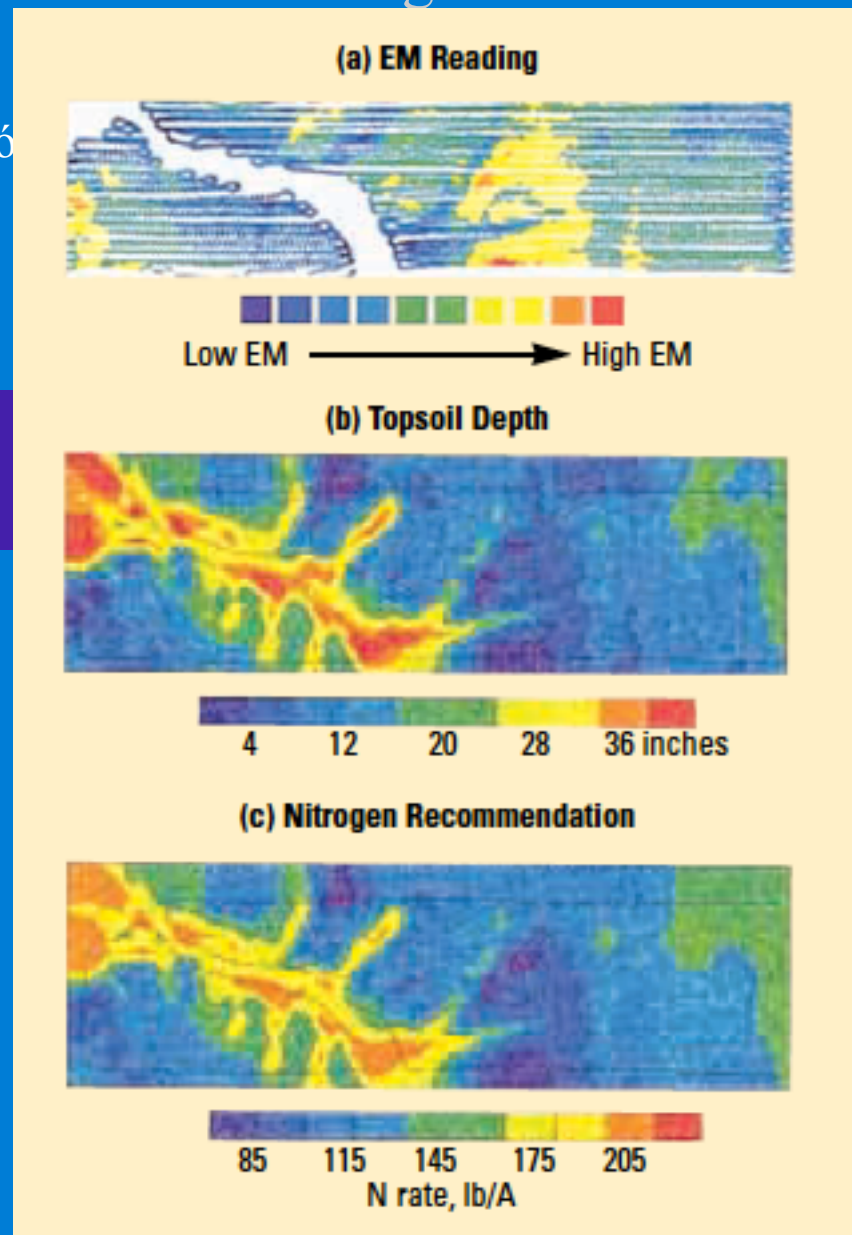 (a) EM Reading
Low EM
High EM
(b) Topsoil Depth
4 12 20 28 36 inches
(c) Nitrogen Recommendation
85 115 145 175 205
N rate, lb/A